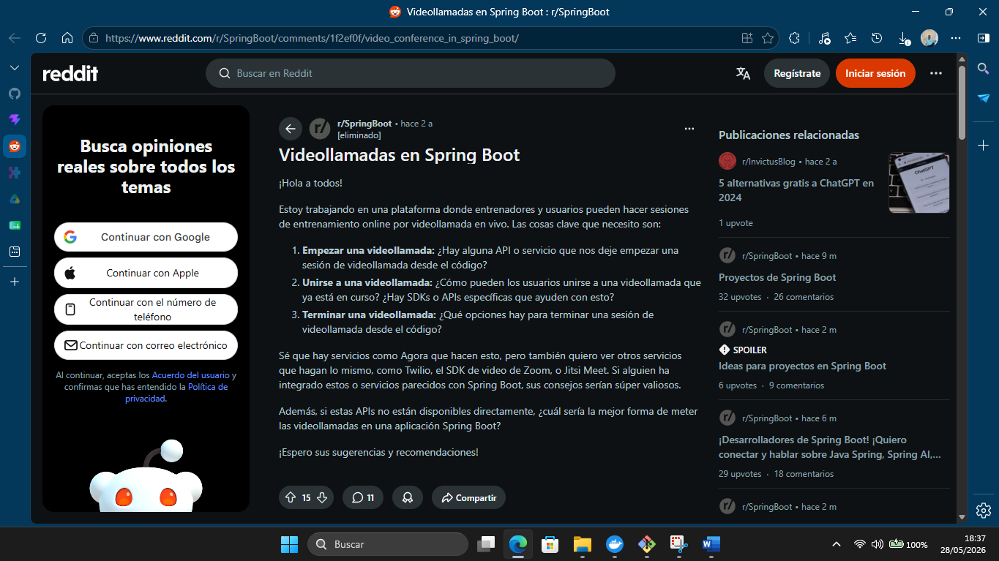 Videollamadas en Spring Boot : r/SpringBoot
https://www.reddit.com/r/SpringBoot/comments/1f2ef0f/video_conference_in_spring_boot/
reddit
Buscar en Reddit
Regístrate
Iniciar sesión
Busca opiniones
reales sobre todos los
temas
Continuar con Google
Continuar con Apple
Continuar con el número de
teléfono
Continuar con correo electrónico
Al continuar, aceptas los Acuerdo del usuario y
confirmas que has entendido la Política de
privacidad.
r/SpringBoot • hace 2 a
[eliminado]
Videollamadas en Spring Boot
¡Hola a todos!
Estoy trabajando en una plataforma donde entrenadores y usuarios pueden hacer sesiones
de entrenamiento online por videollamada en vivo. Las cosas clave que necesito son:
1. Empezar una videollamada: ¿Hay alguna API o servicio que nos deje empezar una
sesión de videollamada desde el código?
2. Unirse a una videollamada: ¿Cómo pueden los usuarios unirse a una videollamada que
ya está en curso? ¿Hay SDKs o APIs específicas que ayuden con esto?
3. Terminar una videollamada: ¿Qué opciones hay para terminar una sesión de
videollamada desde el código?
Sé que hay servicios como Agora que hacen esto, pero también quiero ver otros servicios
que hagan lo mismo, como Twilio, el SDK de video de Zoom, o Jitsi Meet. Si alguien ha
integrado estos o servicios parecidos con Spring Boot, sus consejos serían súper valiosos.
Además, si estas APIs no están disponibles directamente, ¿cuál sería la mejor forma de meter
las videollamadas en una aplicación Spring Boot?
¡Espero sus sugerencias y recomendaciones!
15
11
Compartir
Publicaciones relacionadas
r/InvictusBlog • hace 2 a
5 alternativas gratis a ChatGPT en
2024
ChatGPT
1 upvote
r/SpringBoot • hace 9 m
Proyectos de Spring Boot
32 upvotes · 26 comentarios
r/SpringBoot • hace 2 m
SPOILER
Ideas para proyectos en Spring Boot
6 upvotes · 9 comentarios
r/SpringBoot • hace 6 m
¡Desarrolladores de Spring Boot! ¡Quiero
conectar y hablar sobre Java Spring, Spring AI,...
29 upvotes · 18 comentarios
r/SpringBoot • hace 2 m
Buscar
100%
18:37
28/05/2026